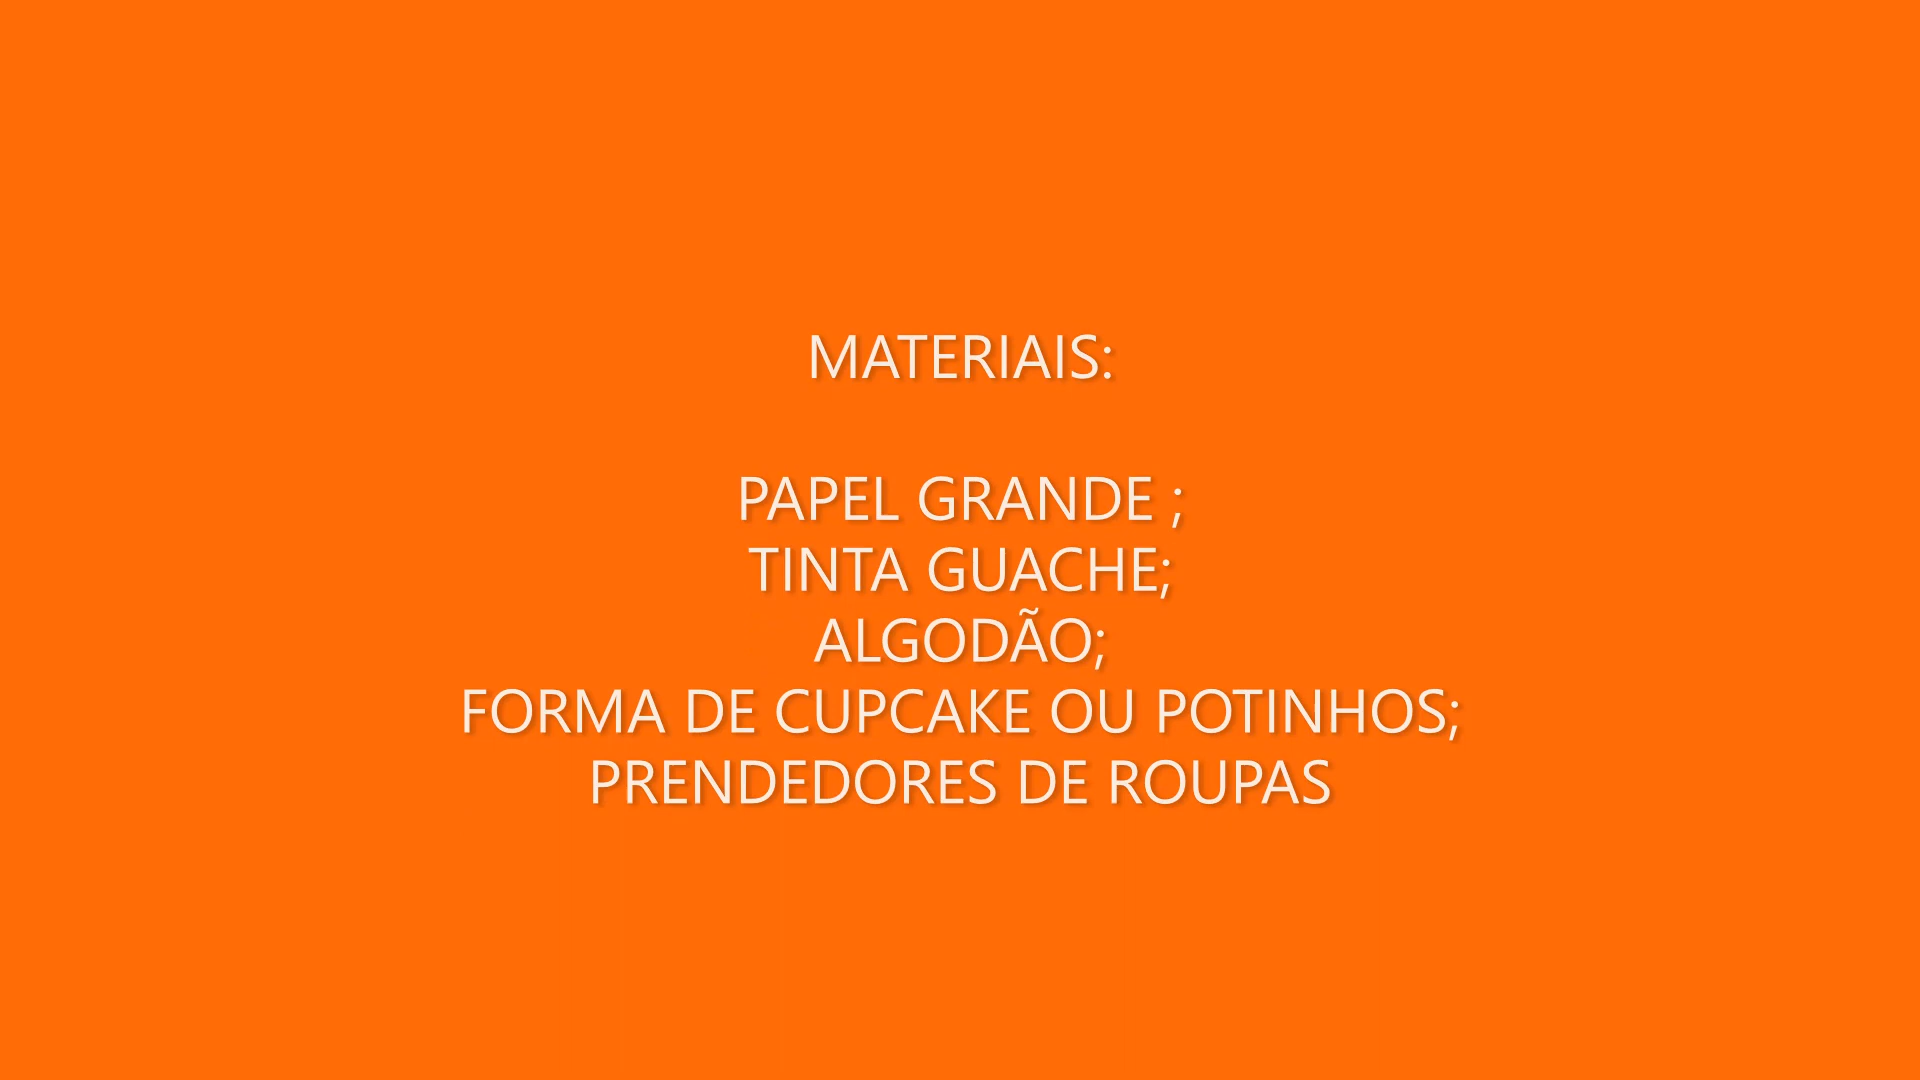 MATERIAIS:
PAPEL GRANDE ;
TINTA GUACHE;
ALGODÃO;
FORMA DE CUPCAKE OU POTINHOS;
PRENDEDORES DE ROUPAS